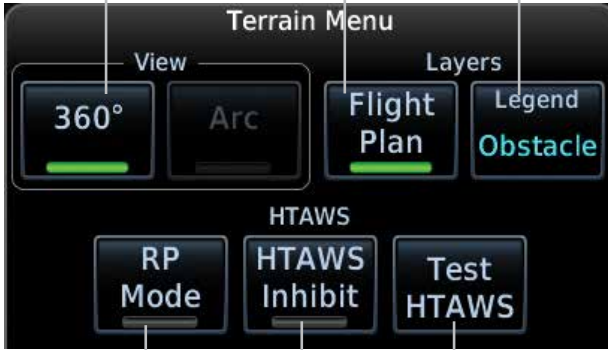 Terrain Menu
View
Layers
360°
Arc
Flight
Plan
Legend
Obstacle
HTAWS
RP
Mode
HTAWS
Inhibit
Test
HTAWS